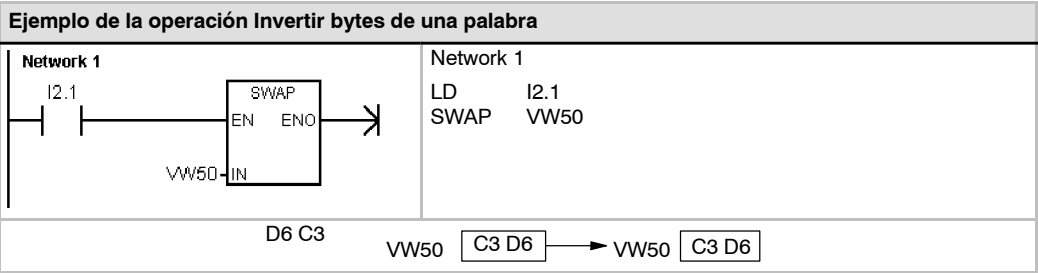 Ejemplo de la operación Invertir bytes de una palabra
Network 1
I2.1
SWAP
EN ENO
VW50 IN
Network 1
LD I2.1
SWAP VW50
D6 C3
VW50 C3 D6 VW50 C3 D6